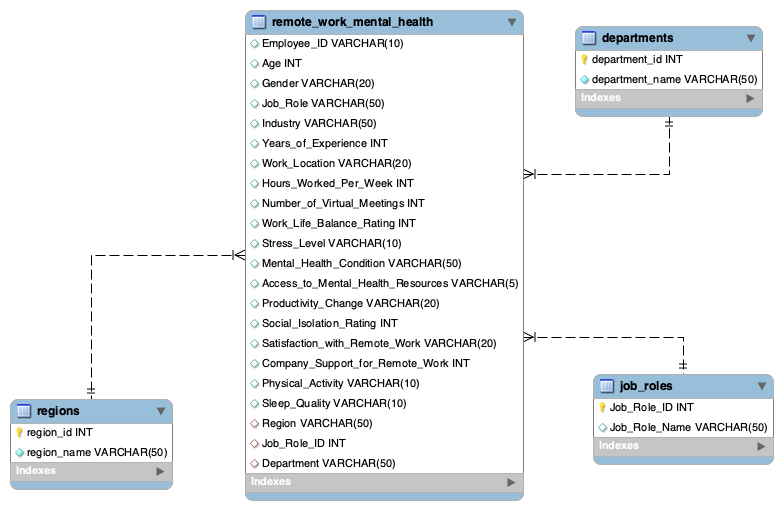 remote_work_mental_health
Employee_ID VARCHAR(10)
Age INT
Gender VARCHAR(20)
Job_Role VARCHAR(50)
Industry VARCHAR(50)
Years_of_Experience INT
Work_Location VARCHAR(20)
Hours_Worked_Per_Week INT
Number_of_Virtual_Meetings INT
Work_Life_Balance_Rating INT
Stress_Level VARCHAR(10)
Mental_Health_Condition VARCHAR(50)
Access_to_Mental_Health_Resources VARCHAR(5)
Productivity_Change VARCHAR(20)
Social_Isolation_Rating INT
Satisfaction_with_Remote_Work VARCHAR(20)
Company_Support_for_Remote_Work INT
Physical_Activity VARCHAR(10)
Sleep_Quality VARCHAR(10)
Region VARCHAR(50)
Job_Role_ID INT
Department VARCHAR(50)
Indexes
departments
department_id INT
department_name VARCHAR(50)
Indexes
regions
region_id INT
region_name VARCHAR(50)
Indexes
job_roles
Job_Role_ID INT
Job_Role_Name VARCHAR(50)
Indexes